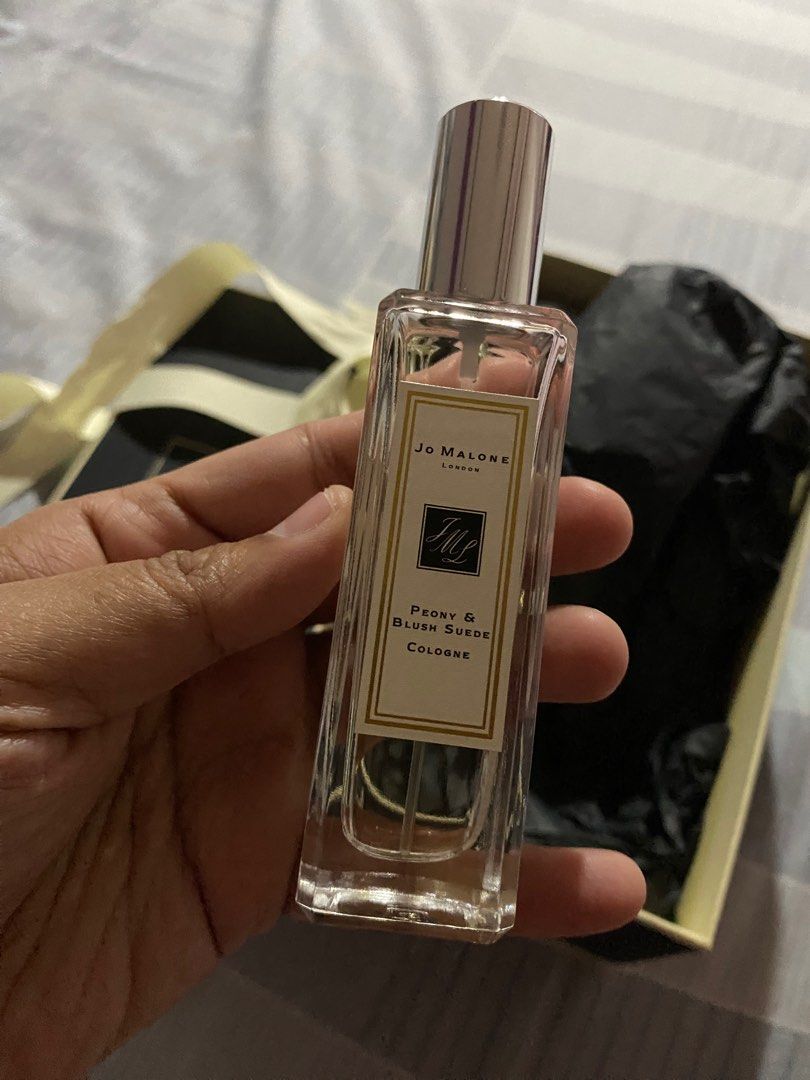 Jo Malone
London
JML
Peony &
Blush Suede
Cologne